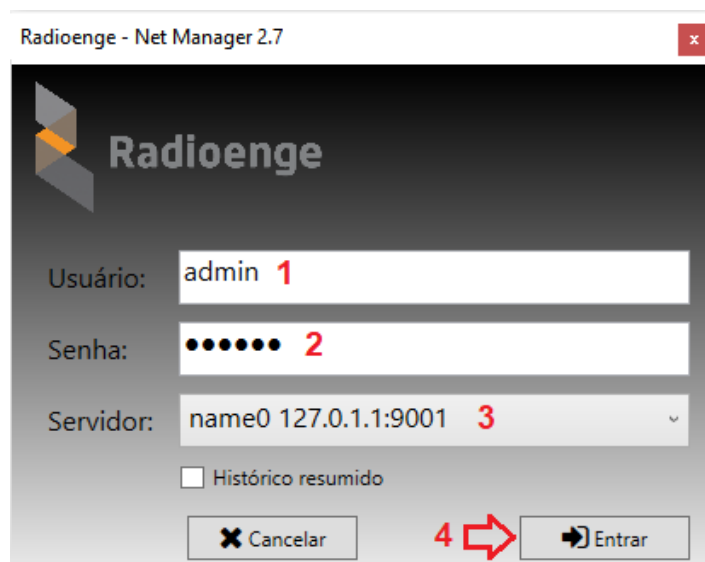 Radioenge - Net Manager 2.7
x
Radioenge
Usuário: admin 1
Senha: ●●●●●● 2
Servidor: name0 127.0.1.1:9001 3
Histórico resumido
Cancelar 4 Entrar